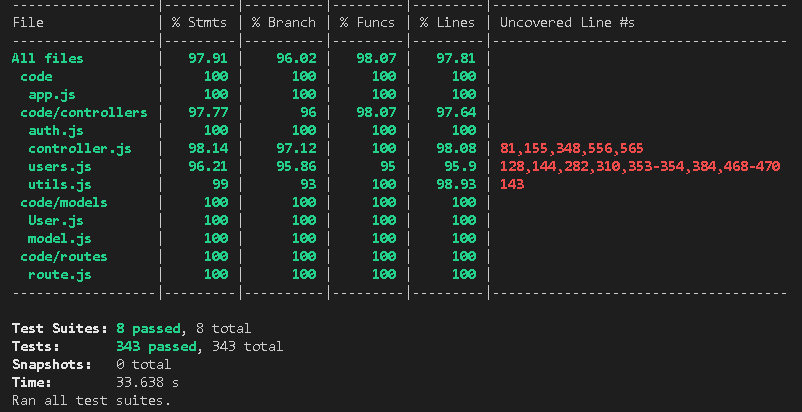 --------------------|---------|----------|---------|---------|-------------------------------------
File                | % Stmts | % Branch | % Funcs | % Lines | Uncovered Line #s
--------------------|---------|----------|---------|---------|-------------------------------------
All files           |   97.91 |    96.02 |   98.07 |   97.81 |
 code               |     100 |      100 |     100 |     100 |
  app.js            |     100 |      100 |     100 |     100 |
 code/controllers   |   97.77 |       96 |   98.07 |   97.64 |
  auth.js           |     100 |      100 |     100 |     100 |
  controller.js     |   98.14 |    97.12 |     100 |   98.08 | 81,155,348,556,565
  users.js          |   96.21 |    95.86 |      95 |    95.9 | 128,144,282,310,353-354,384,468-470
  utils.js          |      99 |       93 |     100 |   98.93 | 143
 code/models        |     100 |      100 |     100 |     100 |
  User.js           |     100 |      100 |     100 |     100 |
  model.js          |     100 |      100 |     100 |     100 |
 code/routes        |     100 |      100 |     100 |     100 |
  route.js          |     100 |      100 |     100 |     100 |
--------------------|---------|----------|---------|---------|-------------------------------------
Test Suites: 8 passed, 8 total
Tests:       343 passed, 343 total
Snapshots:   0 total
Time:        33.638 s
Ran all test suites.